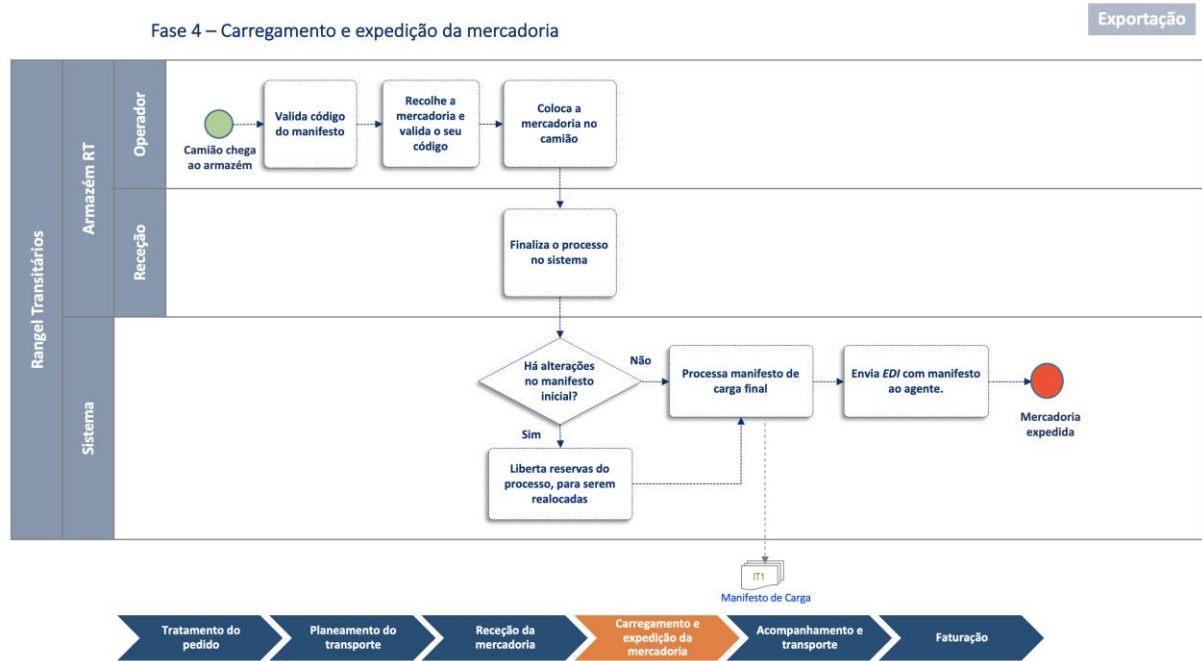 Exportação
Fase 4 – Carregamento e expedição da mercadoria
Rangel Transitários
Armazém RT
Operador
Camião chega
ao armazém
Valida código
do manifesto
Recolhe a
mercadoria e
valida o seu
código
Coloca a
mercadoria no
camião
Receção
Finaliza o processo
no sistema
Sistema
Há alterações
no manifesto
inicial?
Não
Sim
Processa manifesto de
carga final
Envia EDI com manifesto
ao agente.
Mercadoria
expedida
Liberta reservas do
processo, para serem
realocadas
IT1
Manifesto de Carga
Tratamento do
pedido
Planeamento do
transporte
Receção da
mercadoria
Carregamento e
expedição da
mercadoria
Acompanhamento e
transporte
Faturação